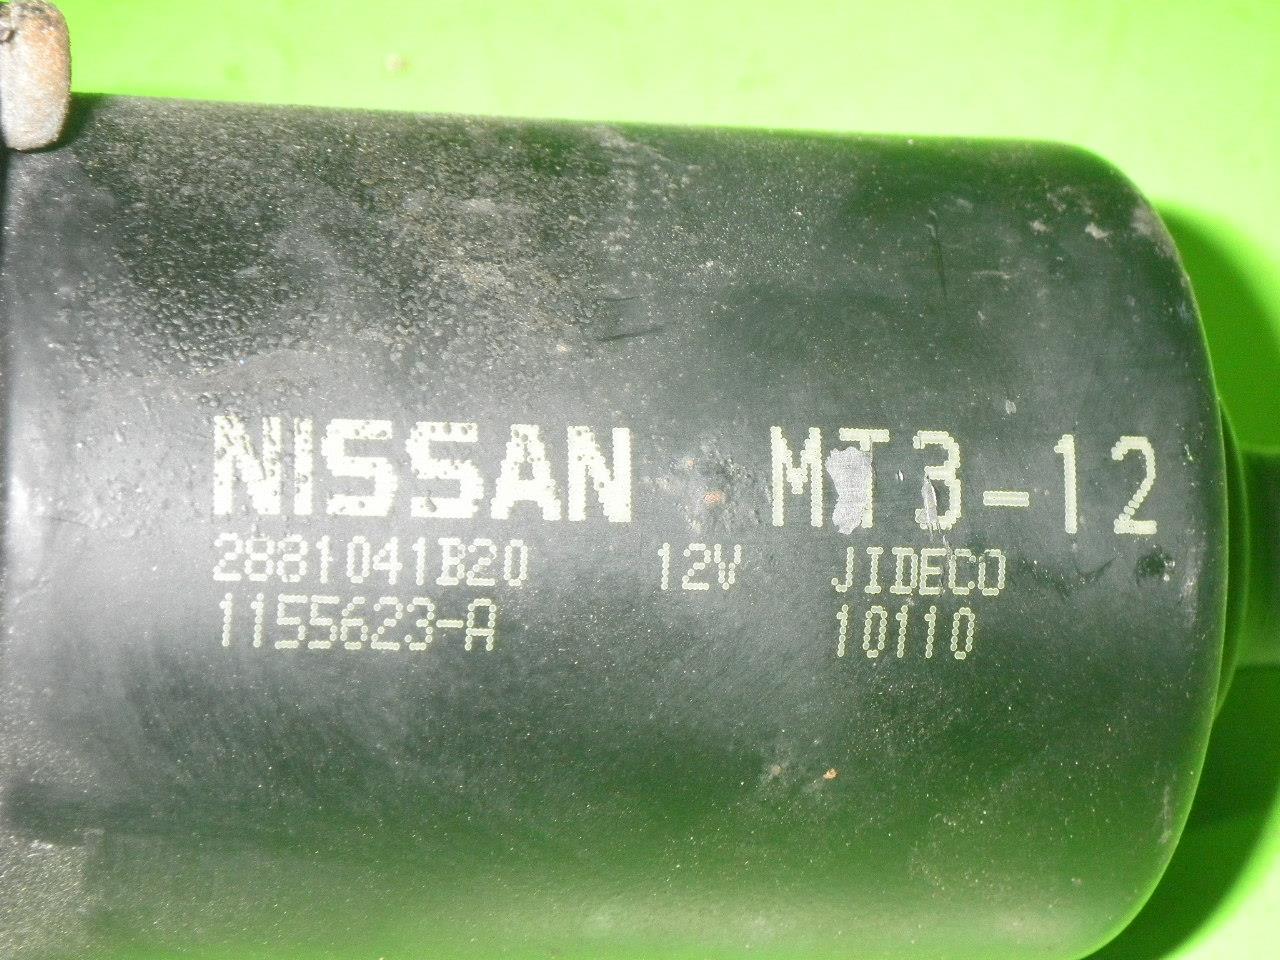 NISSAN MT3-12
2881041B20 12V JIDECO
1155623-A 10110